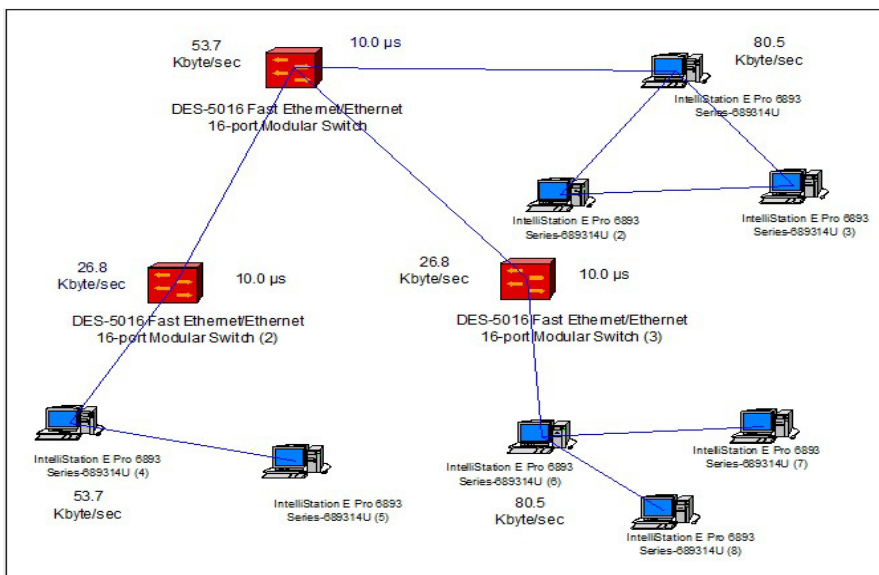 53.7
Kbyte/sec
10.0 µs
DES-5016 Fast Ethernet/Ethernet
16-port Modular Switch
80.5
Kbyte/sec
IntelliStation E Pro 6893
Series-689314U
IntelliStation E Pro 6893
Series-689314U (2)
IntelliStation E Pro 6893
Series-689314U (3)
26.8
Kbyte/sec
10.0 µs
DES-5016 Fast Ethernet/Ethernet
16-port Modular Switch (2)
26.8
Kbyte/sec
10.0 µs
DES-5016 Fast Ethernet/Ethernet
16-port Modular Switch (3)
IntelliStation E Pro 6893
Series-689314U (4)
53.7
Kbyte/sec
IntelliStation E Pro 6893
Series-689314U (5)
IntelliStation E Pro 6893
Series-689314U (6)
80.5
Kbyte/sec
IntelliStation E Pro 6893
Series-689314U (7)
IntelliStation E Pro 6893
Series-689314U (8)